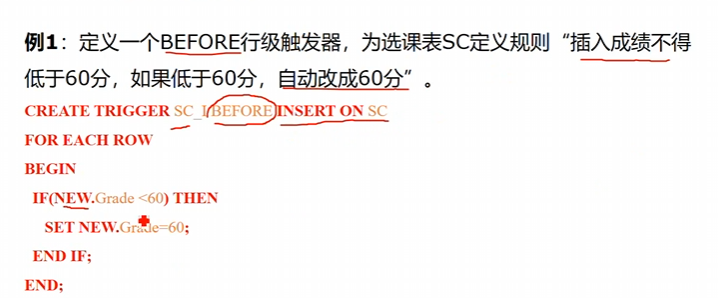 例1：定义一个BEFORE行级触发器，为选课表SC定义规则“插入成绩不得
低于60分，如果低于60分，自动改成60分”。
CREATE TRIGGER SC_I BEFORE INSERT ON SC
FOR EACH ROW
BEGIN
IF(NEW.Grade <60) THEN
SET NEW.Grade=60;
END IF;
END;